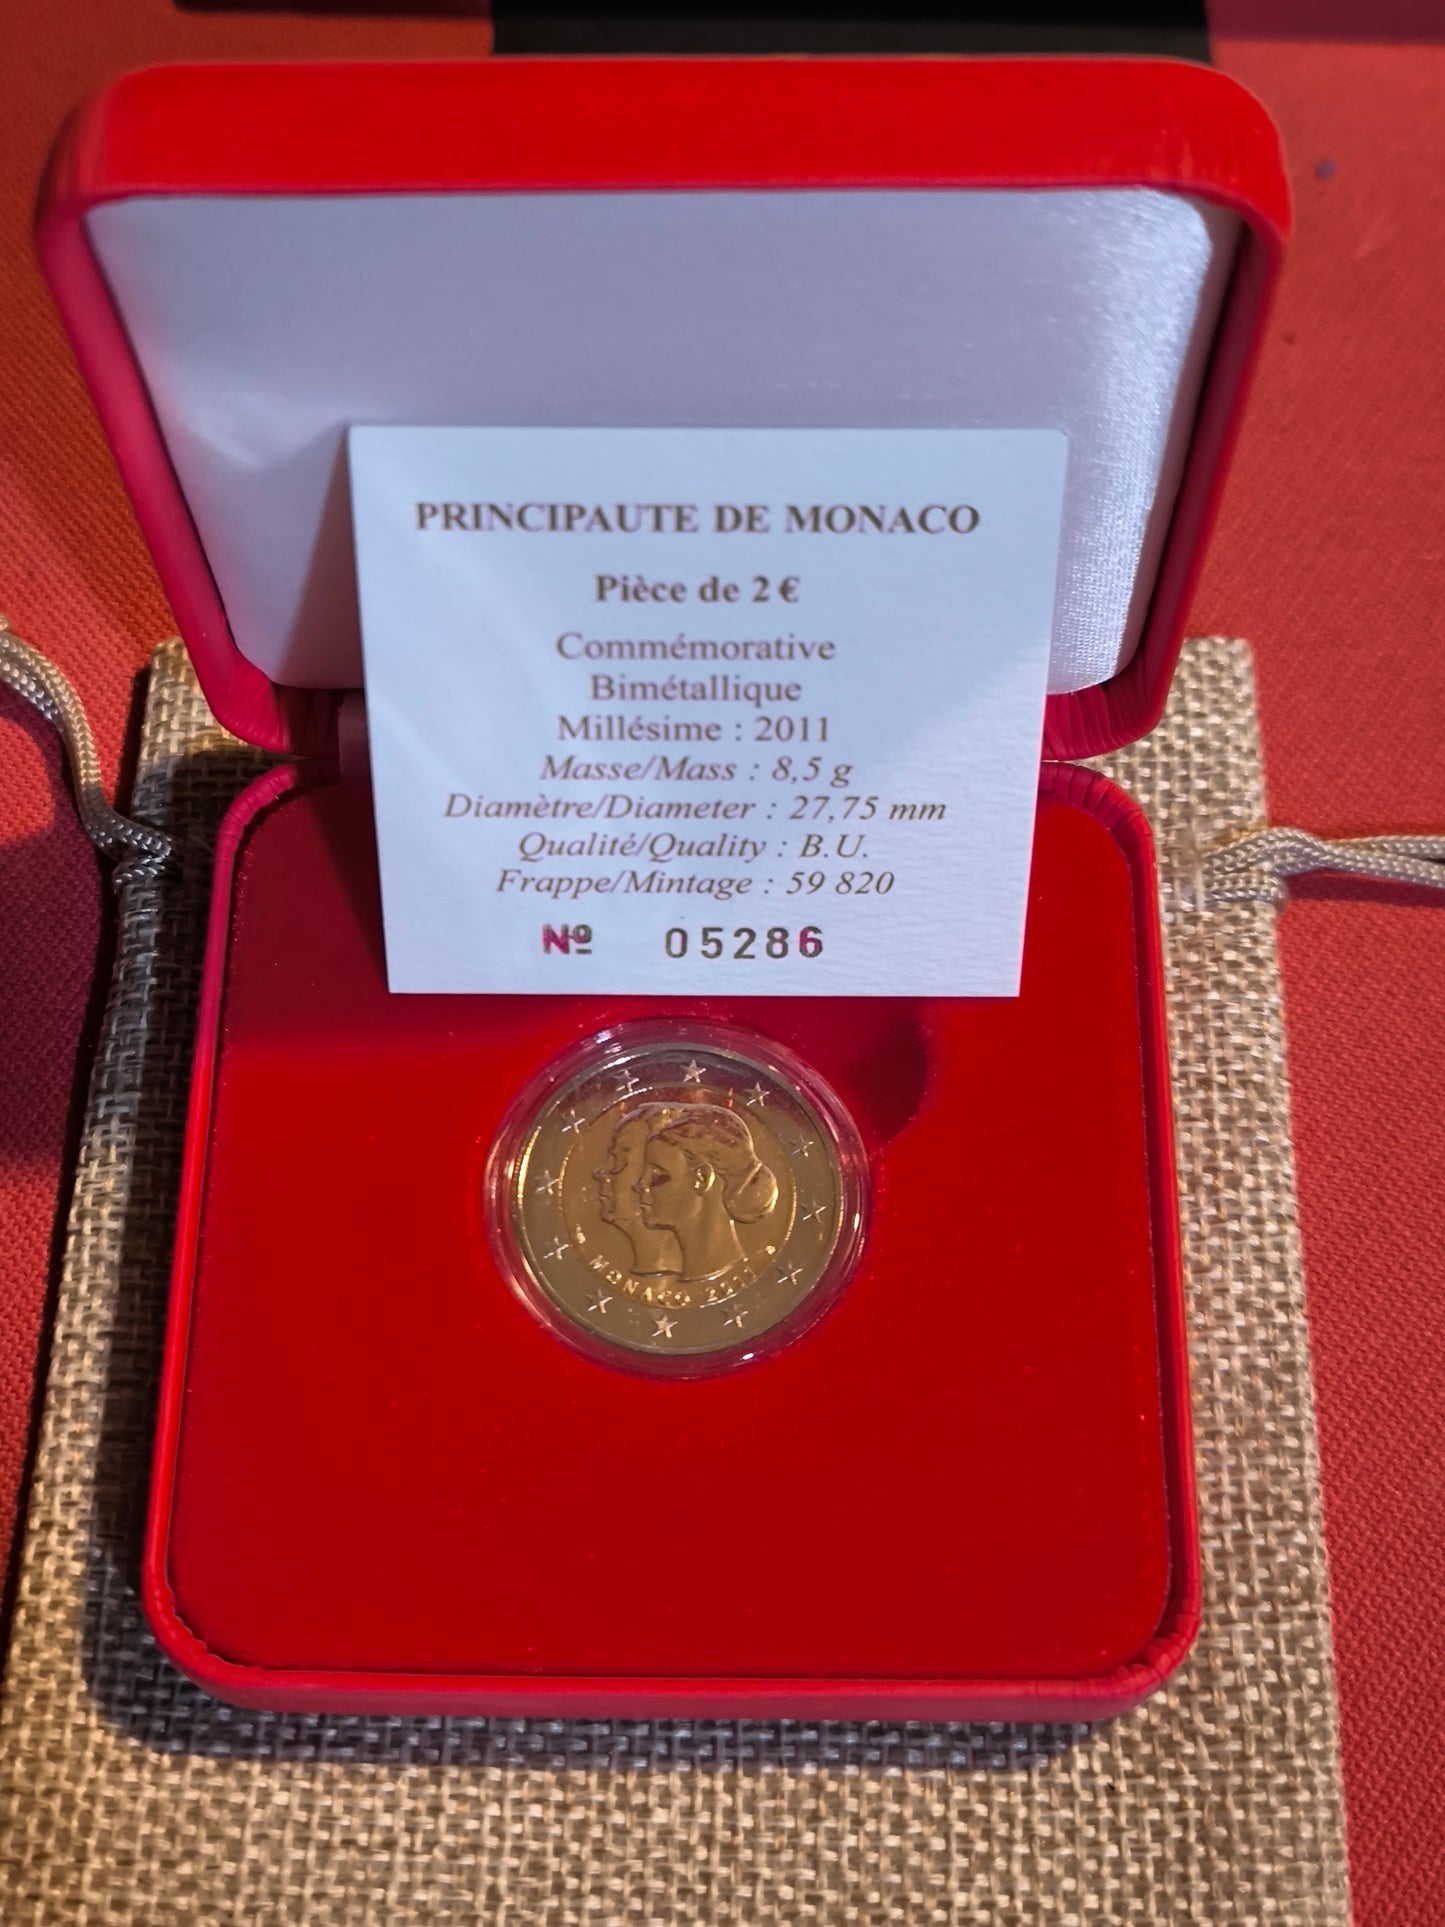 PRINCIPAUTE DE MONACO
Pièce de 2 €
Commémorative
Bimétallique
Millésime : 2011
Masse/Mass : 8,5 g
Diamètre/Diameter : 27,75 mm
Qualité/Quality : B.U.
Frappe/Mintage : 59 820
Nº 05286
MONACO 2011